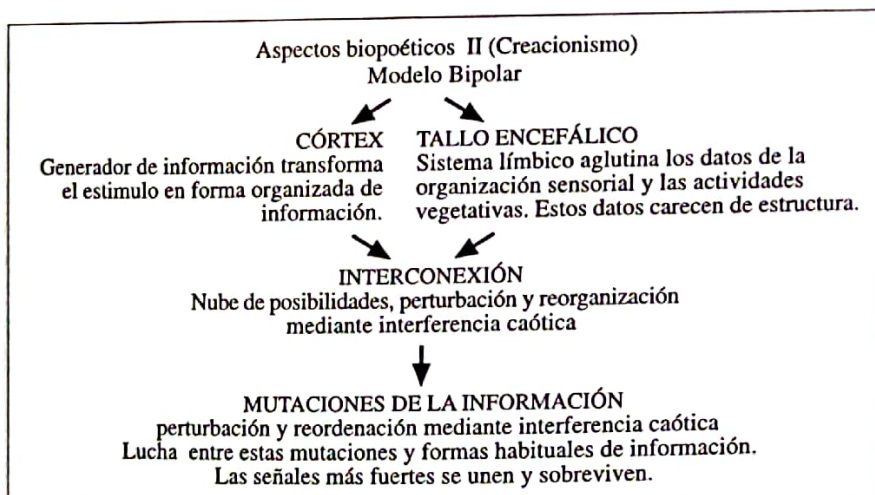 Aspectos biopoéticos II (Creacionismo)
Modelo Bipolar
CÓRTEX
Generador de información transforma
el estimulo en forma organizada de
información.
TALLO ENCEFÁLICO
Sistema límbico aglutina los datos de la
organización sensorial y las actividades
vegetativas. Estos datos carecen de estructura.
INTERCONEXIÓN
Nube de posibilidades, perturbación y reorganización
mediante interferencia caótica
MUTACIONES DE LA INFORMACIÓN
perturbación y reordenación mediante interferencia caótica
Lucha entre estas mutaciones y formas habituales de información.
Las señales más fuertes se unen y sobreviven.